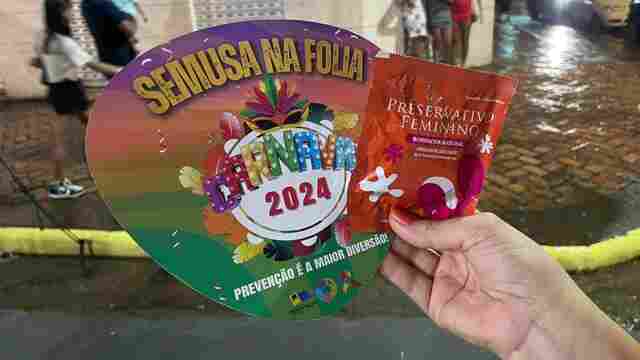 SEMUSA NA FOLIA
CARNAVAL
2024
PREVENÇÃO É A MAIOR DIVERSÃO!
PRESERVATIVO
FEMININO